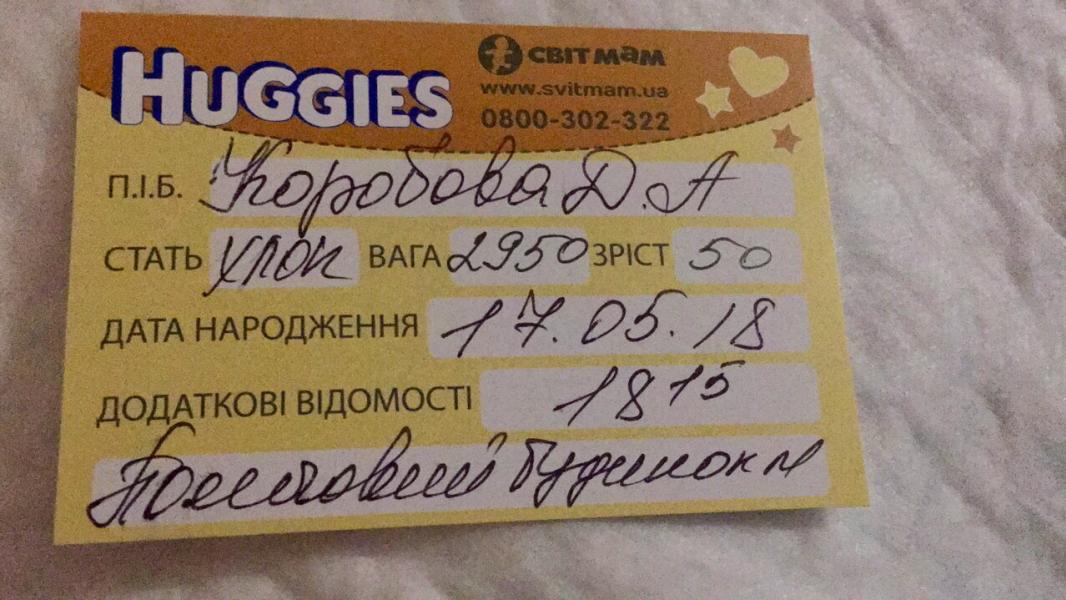 HUGGIES
СВІТ МАМ
www.svitmam.ua
0800-302-322
П.І.Б. Коробова Д. А
СТАТЬ хлоп ВАГА 2950 ЗРІСТ 50
ДАТА НАРОДЖЕННЯ 17.05.18
ДОДАТКОВІ ВІДОМОСТІ 18 15
будинок